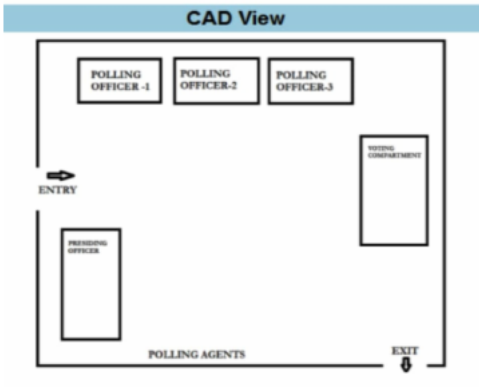 CAD View
POLLING
OFFICER -1
POLLING
OFFICER-2
POLLING
OFFICER-3
VOTING
COMPARTMENT
ENTRY
PRESIDING
OFFICER
POLLING AGENTS
EXIT